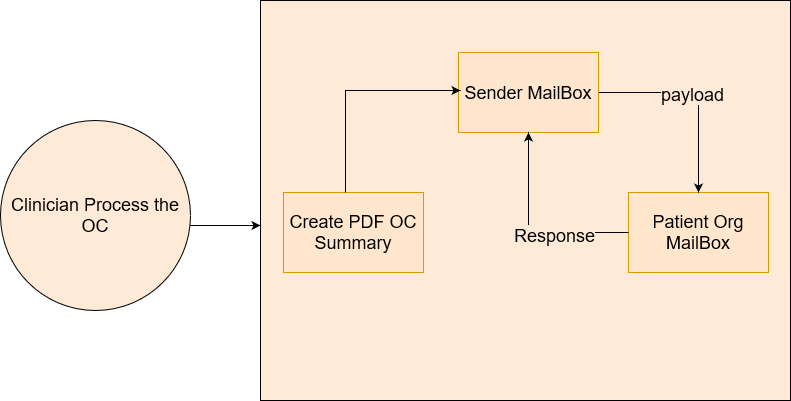 Clinician Process the
OC
Sender MailBox
payload
Create PDF OC
Summary
Response
Patient Org
MailBox